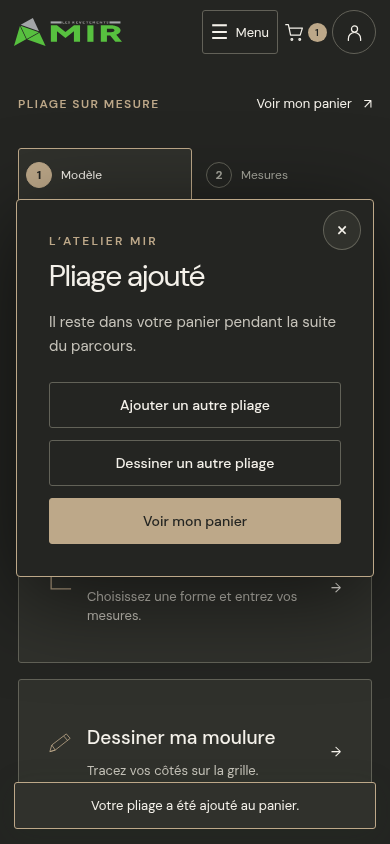 LES REVÊTEMENTS
MIR
Menu
1
PLIAGE SUR MESURE
Voir mon panier
1 Modèle
2 Mesures
L'ATELIER MIR
Pliage ajouté
Il reste dans votre panier pendant la suite
du parcours.
Ajouter un autre pliage
Dessiner un autre pliage
Voir mon panier
Choisissez une forme et entrez vos
mesures.
Dessiner ma moulure
Tracez vos côtés sur la grille.
Votre pliage a été ajouté au panier.